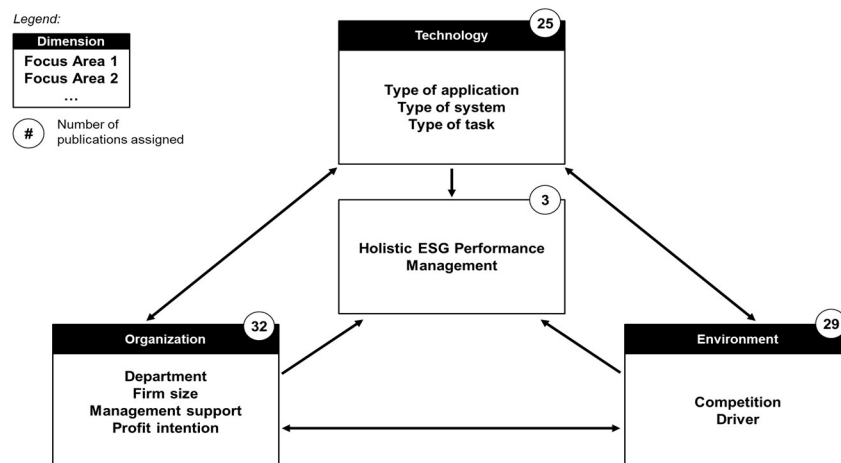 Legend:
Dimension
Focus Area 1
Focus Area 2
...
#
Number of
publications assigned
25
Technology
Type of application
Type of system
Type of task
3
Holistic ESG Performance
Management
32
Organization
Department
Firm size
Management support
Profit intention
29
Environment
Competition
Driver